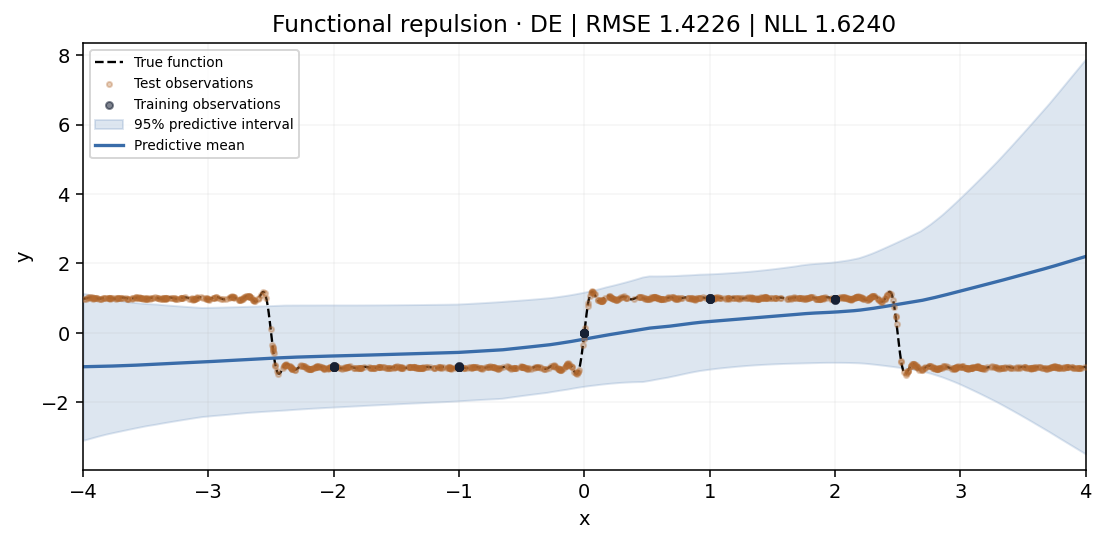 Functional repulsion · DE | RMSE 1.4226 | NLL 1.6240
True function
Test observations
Training observations
95% predictive interval
Predictive mean
8
6
4
2
0
−2
y
−4
−3
−2
−1
0
1
2
3
4
x